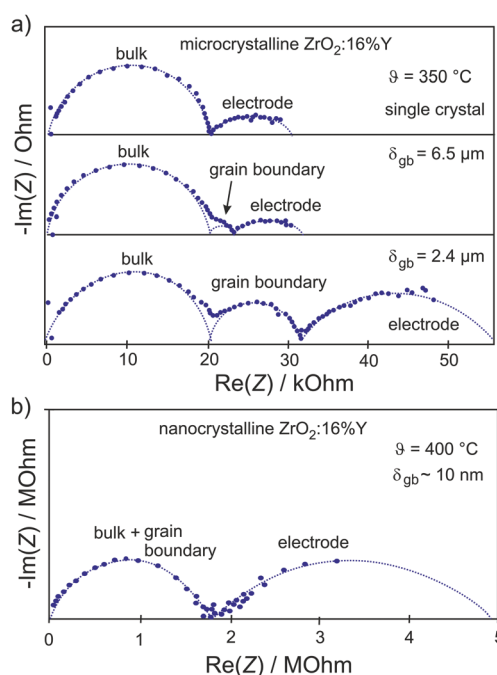 a)
microcrystalline ZrO₂:16%Y
bulk
ϑ = 350 °C
electrode
single crystal
bulk
δgb = 6.5 µm
grain boundary
electrode
bulk
δgb = 2.4 µm
grain boundary
electrode
-Im(Z) / Ohm
0 10 20 30 40 50
Re(Z) / kOhm
b)
nanocrystalline ZrO₂:16%Y
ϑ = 400 °C
δgb ~ 10 nm
bulk + grain
boundary
electrode
-Im(Z) / MOhm
0 1 2 3 4 5
Re(Z) / MOhm